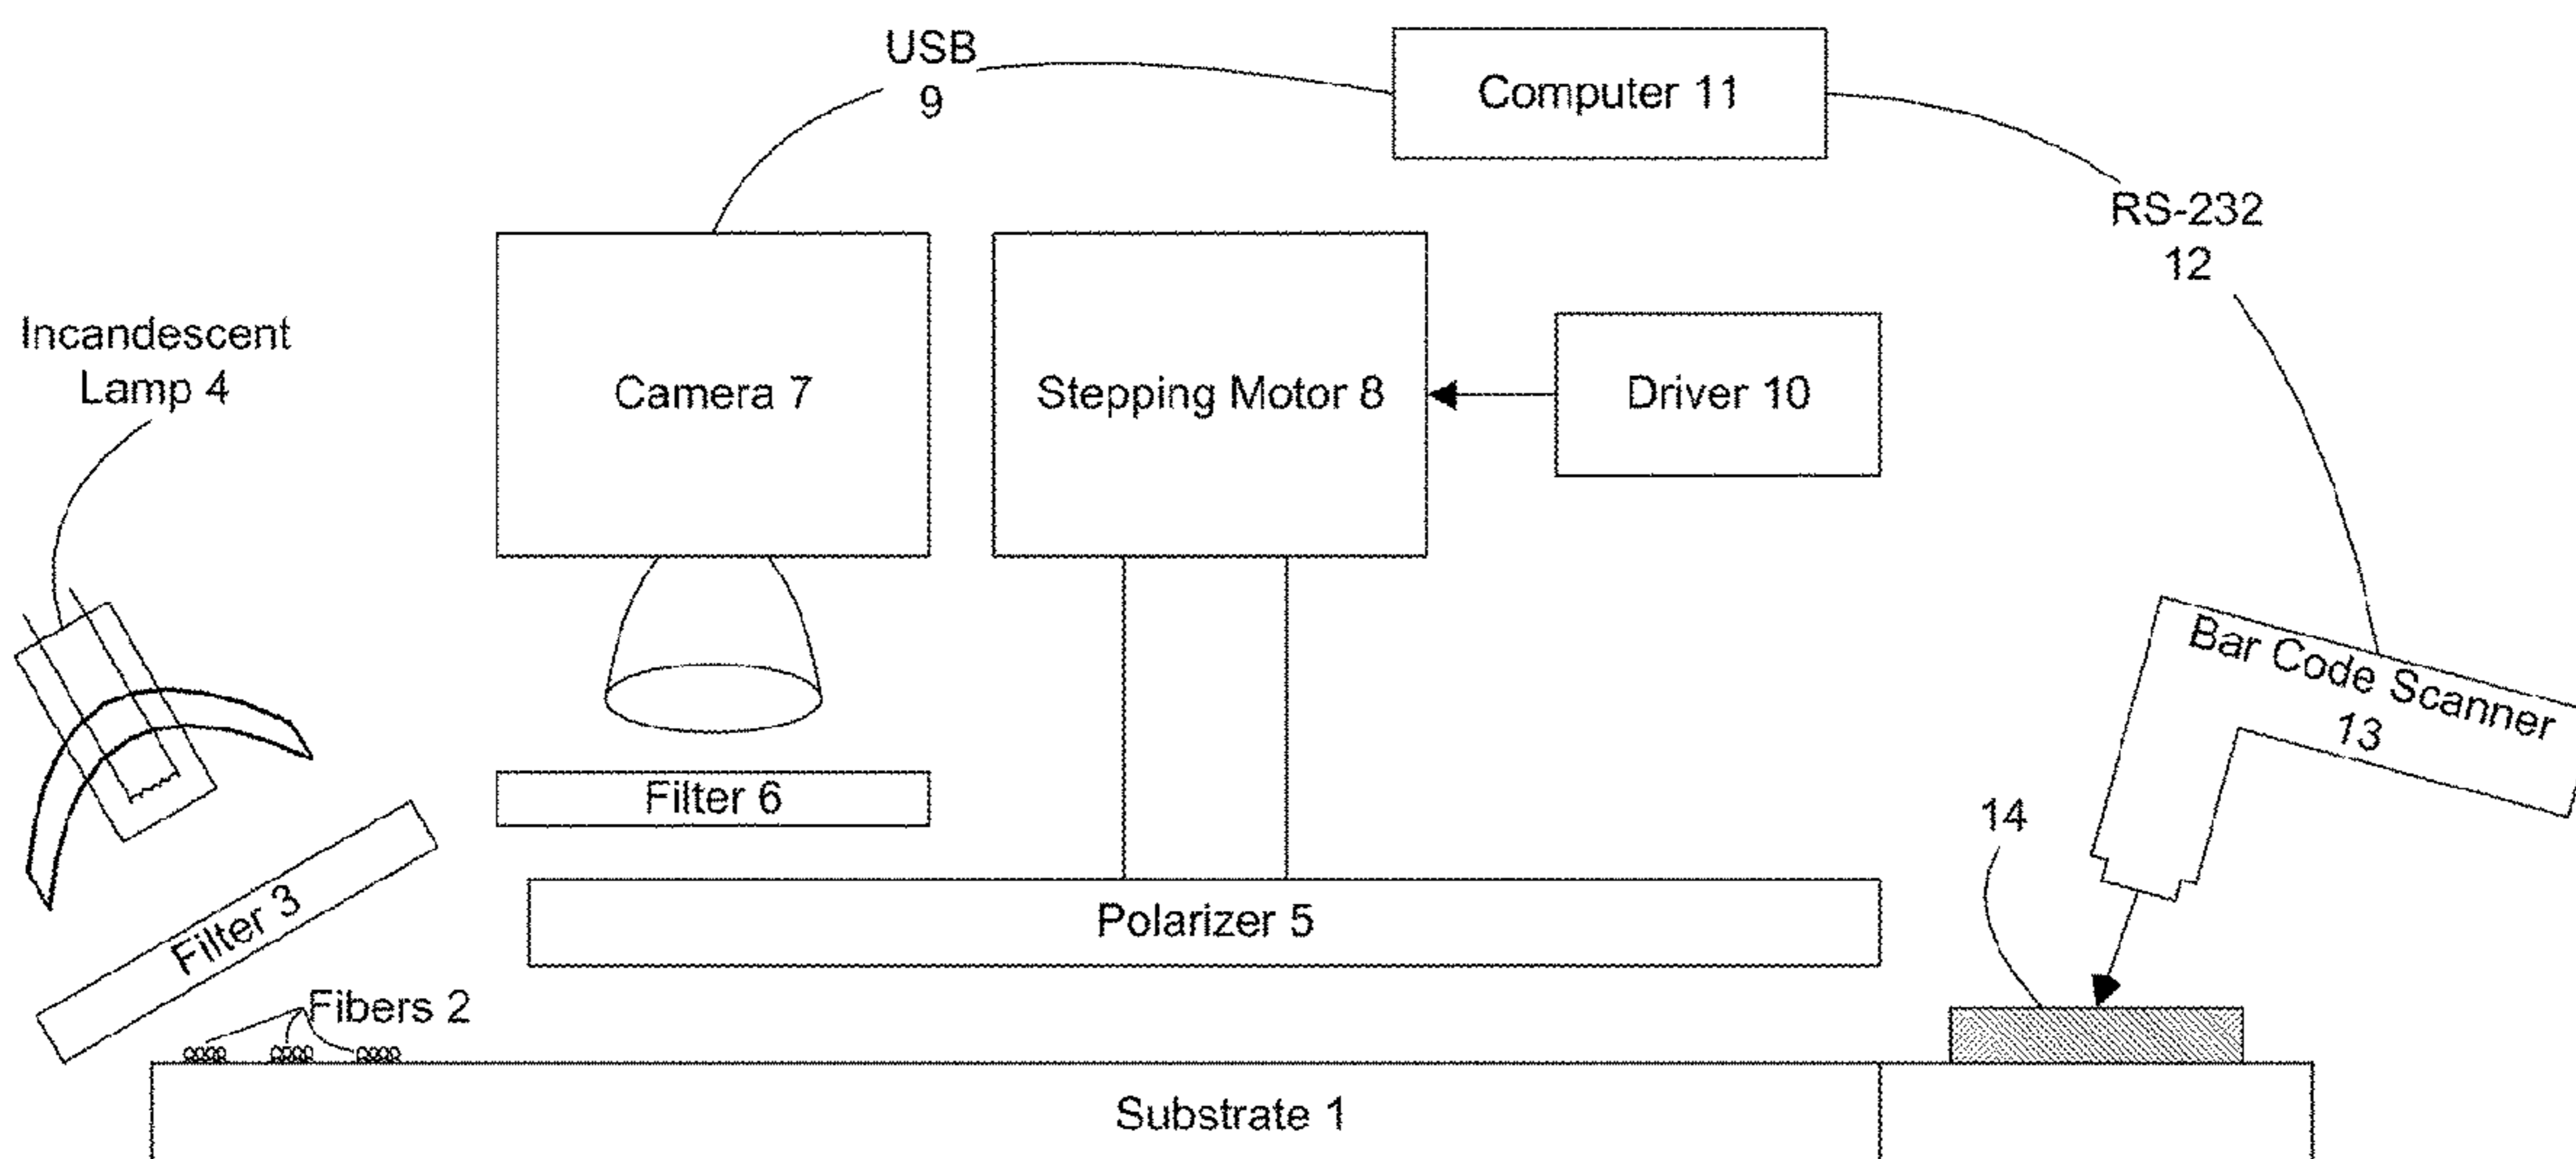 USB
9
Computer 11
RS-232
12
Incandescent
Lamp 4
Camera 7
Stepping Motor 8
Driver 10
Bar Code Scanner
13
Filter 6
14
Filter 3
Polarizer 5
Fibers 2
Substrate 1